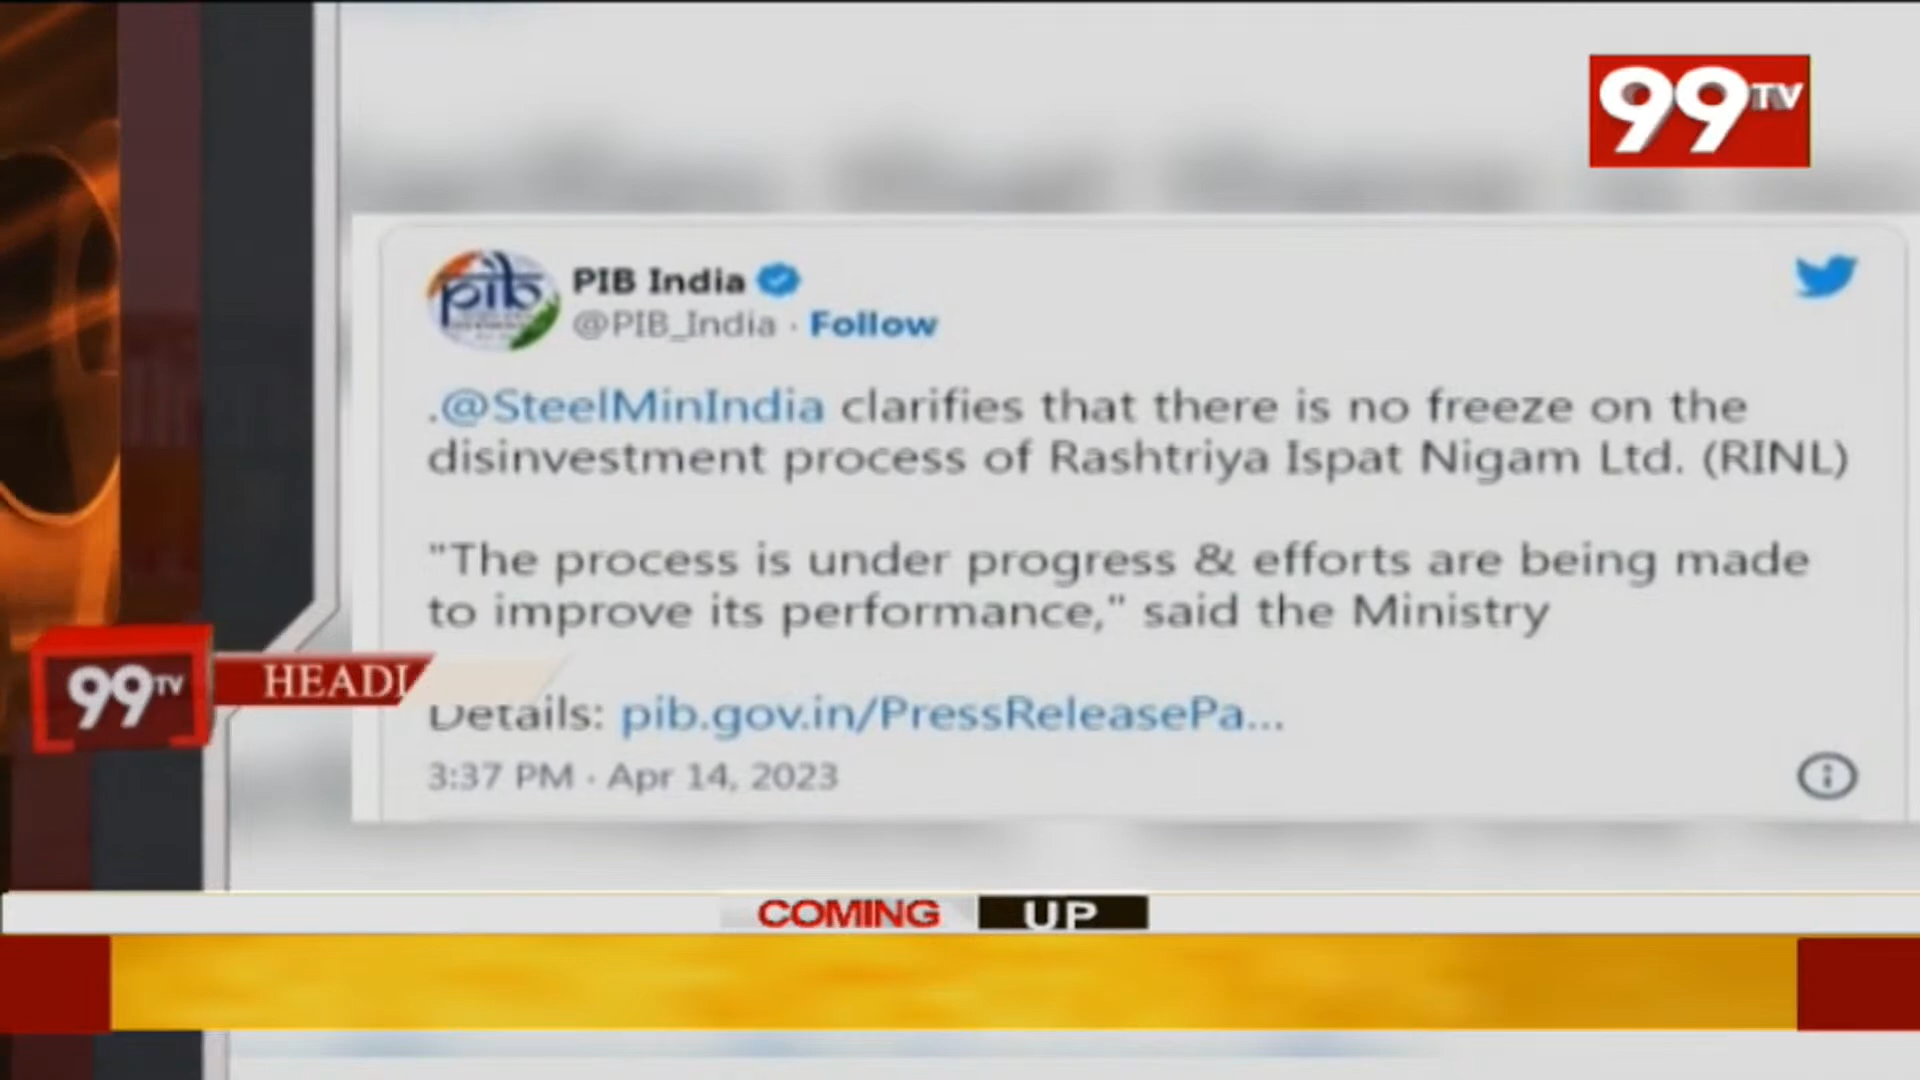 99TV
pib
PIB India
@PIB_India · Follow
.@SteelMinIndia clarifies that there is no freeze on the
disinvestment process of Rashtriya Ispat Nigam Ltd. (RINL)
"The process is under progress & efforts are being made
to improve its performance," said the Ministry
99TV HEADL
Details: pib.gov.in/PressReleasePa...
3:37 PM · Apr 14, 2023
COMING UP